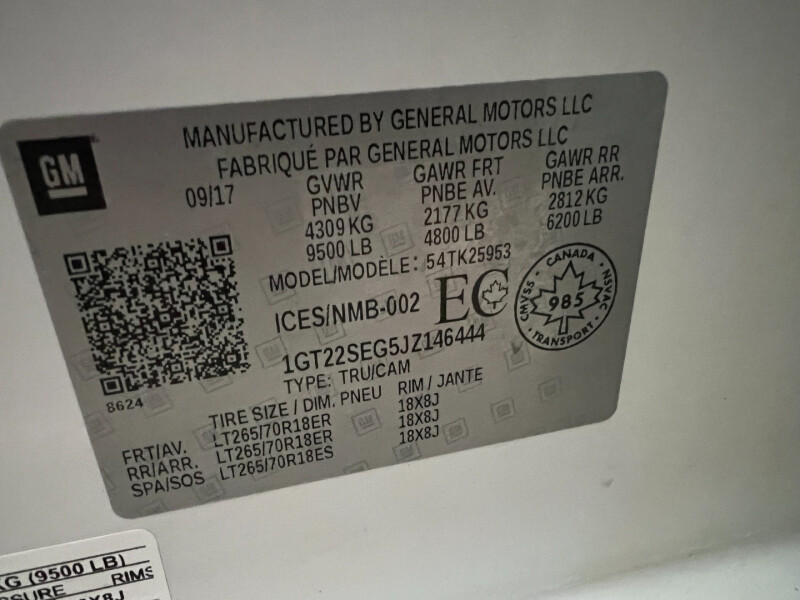 MANUFACTURED BY GENERAL MOTORS LLC
FABRIQUÉ PAR GENERAL MOTORS LLC
GM
09/17
GVWR GAWR FRT GAWR RR
PNBV PNBE AV. PNBE ARR.
4309 KG 2177 KG 2812 KG
9500 LB 4800 LB 6200 LB
MODEL/MODÈLE: 54TK25953
ICES/NMB-002 EC
CANADA
CMVSS 985 NSVAC
TRANSPORT
1GT22SEG5JZ146444
TYPE: TRU/CAM
8624
TIRE SIZE / DIM. PNEU RIM / JANTE
FRT/AV. LT265/70R18ER 18X8J
RR/ARR. LT265/70R18ER 18X8J
SPA/SOS LT265/70R18ES 18X8J
KG (9500 LB)
RIMS